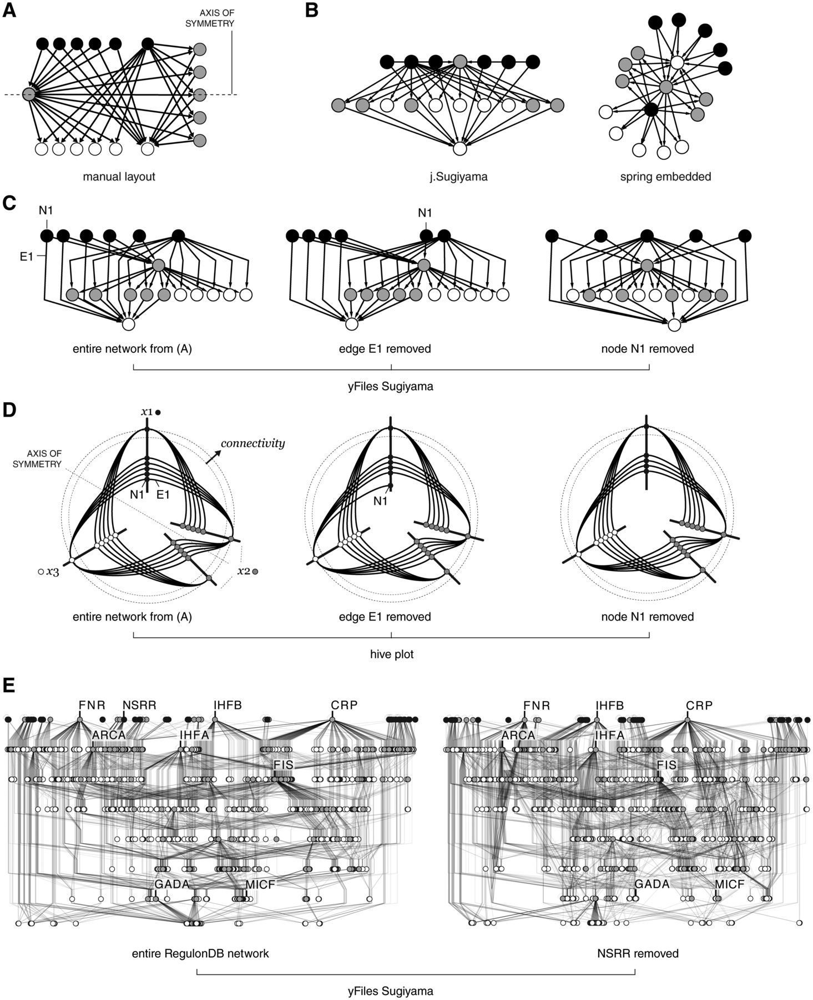 A
AXIS OF
SYMMETRY
manual layout
B
j.Sugiyama
spring embedded
C
N1
E1
N1
entire network from (A)
edge E1 removed
node N1 removed
yFiles Sugiyama
D
x1
connectivity
AXIS OF
SYMMETRY
N1 E1
N1
x3
x2
entire network from (A)
edge E1 removed
node N1 removed
hive plot
E
FNR NSRR IHFB CRP
ARCA IHFA
FIS
GADA MICF
FNR IHFB CRP
ARCA IHFA
FIS
GADA MICF
entire RegulonDB network
NSRR removed
yFiles Sugiyama